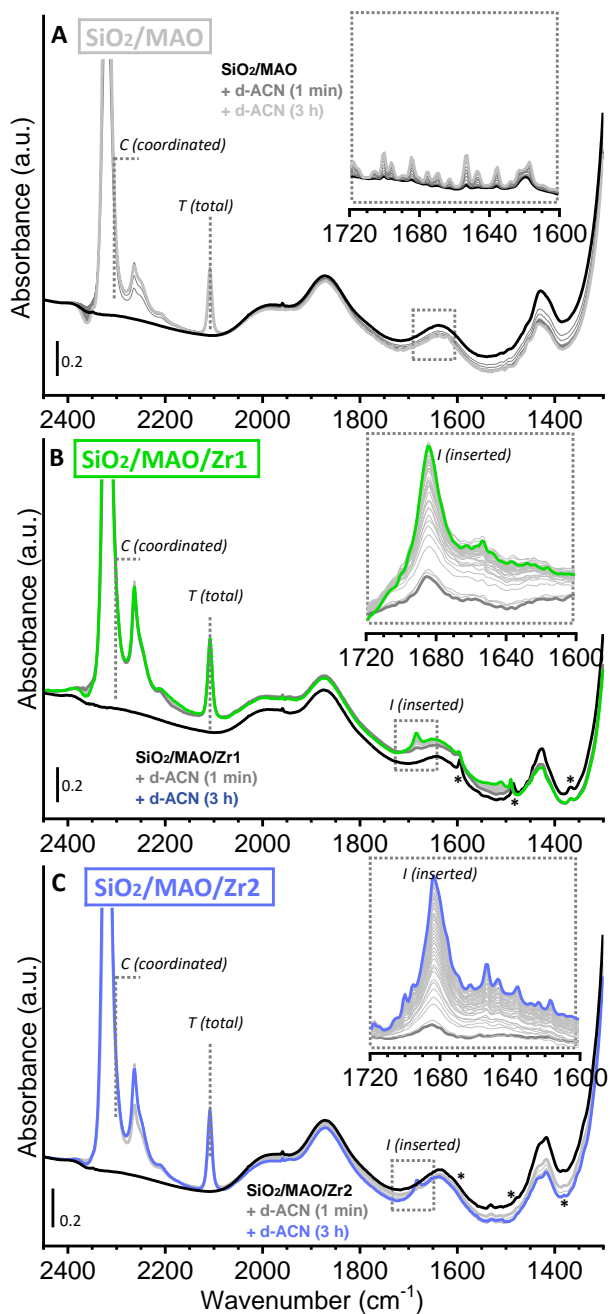 A
SiO₂/MAO
SiO₂/MAO
+ d-ACN (1 min)
+ d-ACN (3 h)
C (coordinated)
T (total)
1720 1680 1640 1600
Absorbance (a.u.)
0.2
2400 2200 2000 1800 1600 1400
B
SiO₂/MAO/Zr1
I (inserted)
C (coordinated)
T (total)
1720 1680 1640 1600
Absorbance (a.u.)
I (inserted)
SiO₂/MAO/Zr1
+ d-ACN (1 min)
+ d-ACN (3 h)
* * *
0.2
2400 2200 2000 1800 1600 1400
C
SiO₂/MAO/Zr2
I (inserted)
C (coordinated)
T (total)
1720 1680 1640 1600
Absorbance (a.u.)
I (inserted)
* * *
SiO₂/MAO/Zr2
+ d-ACN (1 min)
+ d-ACN (3 h)
0.2
2400 2200 2000 1800 1600 1400
Wavenumber (cm⁻¹)